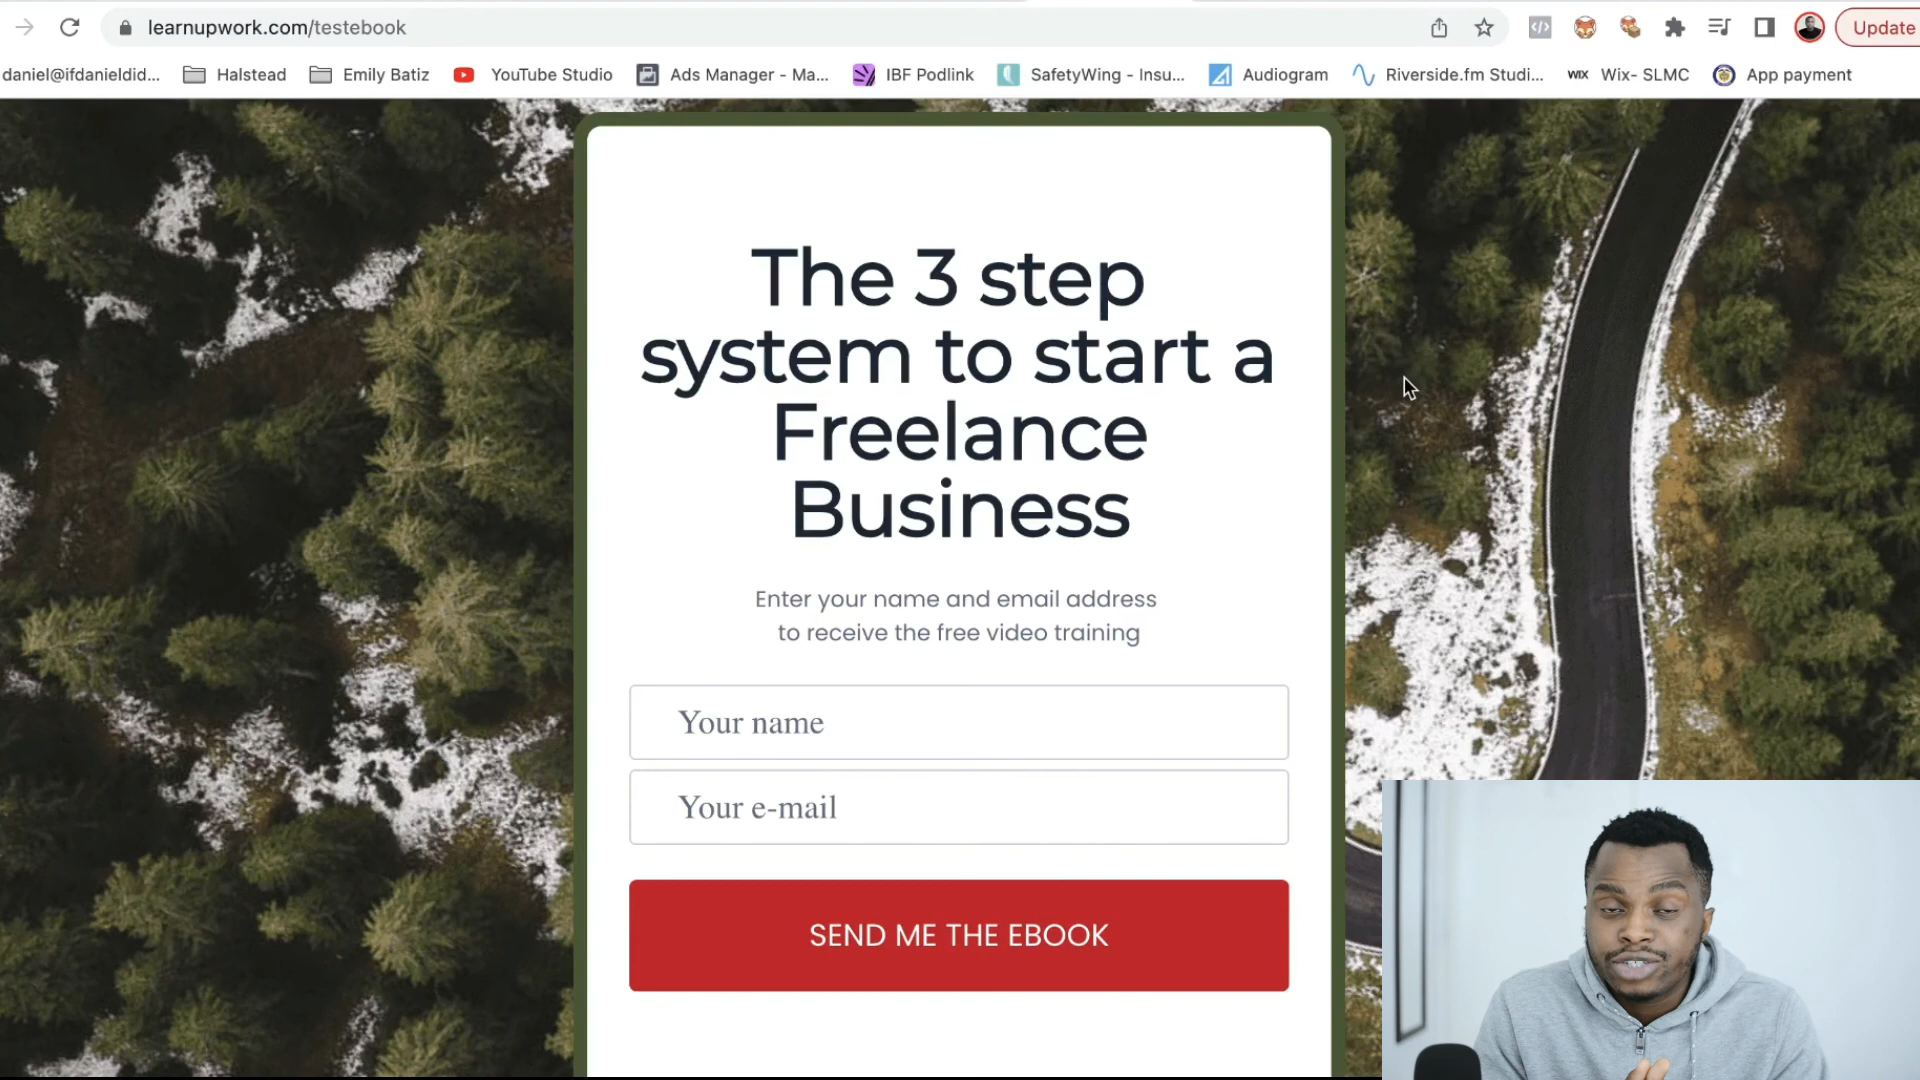 learnupwork.com/testebook
Update
daniel@ifdanieldid...
Halstead
Emily Batiz
YouTube Studio
Ads Manager - Ma...
IBF Podlink
SafetyWing - Insu...
Audiogram
Riverside.fm Studi...
WIX
Wix- SLMC
App payment
The 3 step
system to start a
Freelance
Business
Enter your name and email address
to receive the free video training
Your name
Your e-mail
SEND ME THE EBOOK